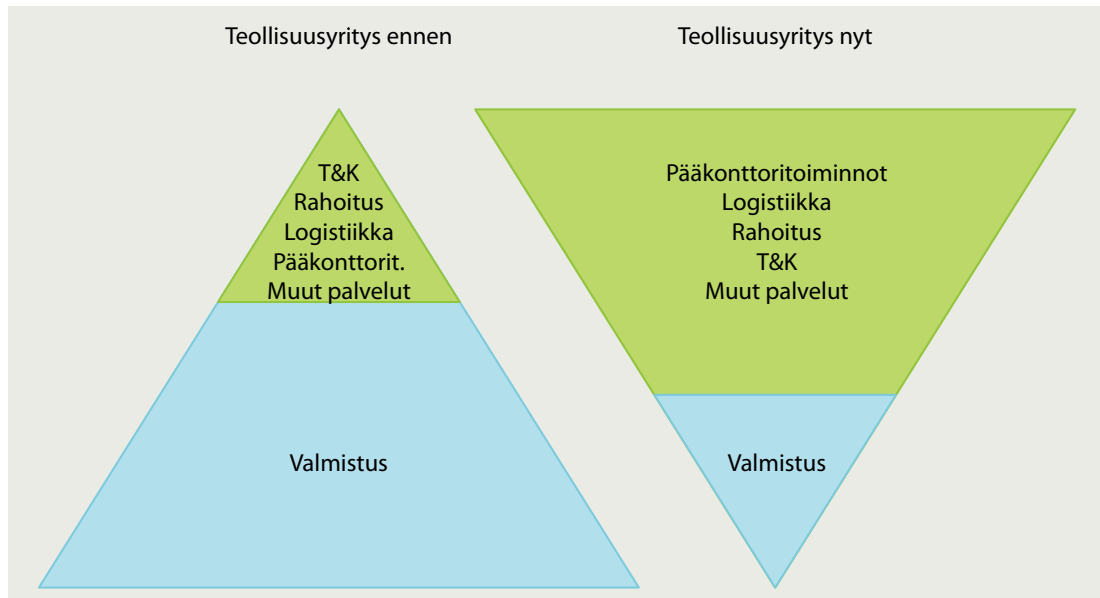 Teollisuusyritys ennen
T&K
Rahoitus
Logistiikka
Pääkonttorit.
Muut palvelut
Valmistus
Teollisuusyritys nyt
Pääkonttoritoiminnot
Logistiikka
Rahoitus
T&K
Muut palvelut
Valmistus